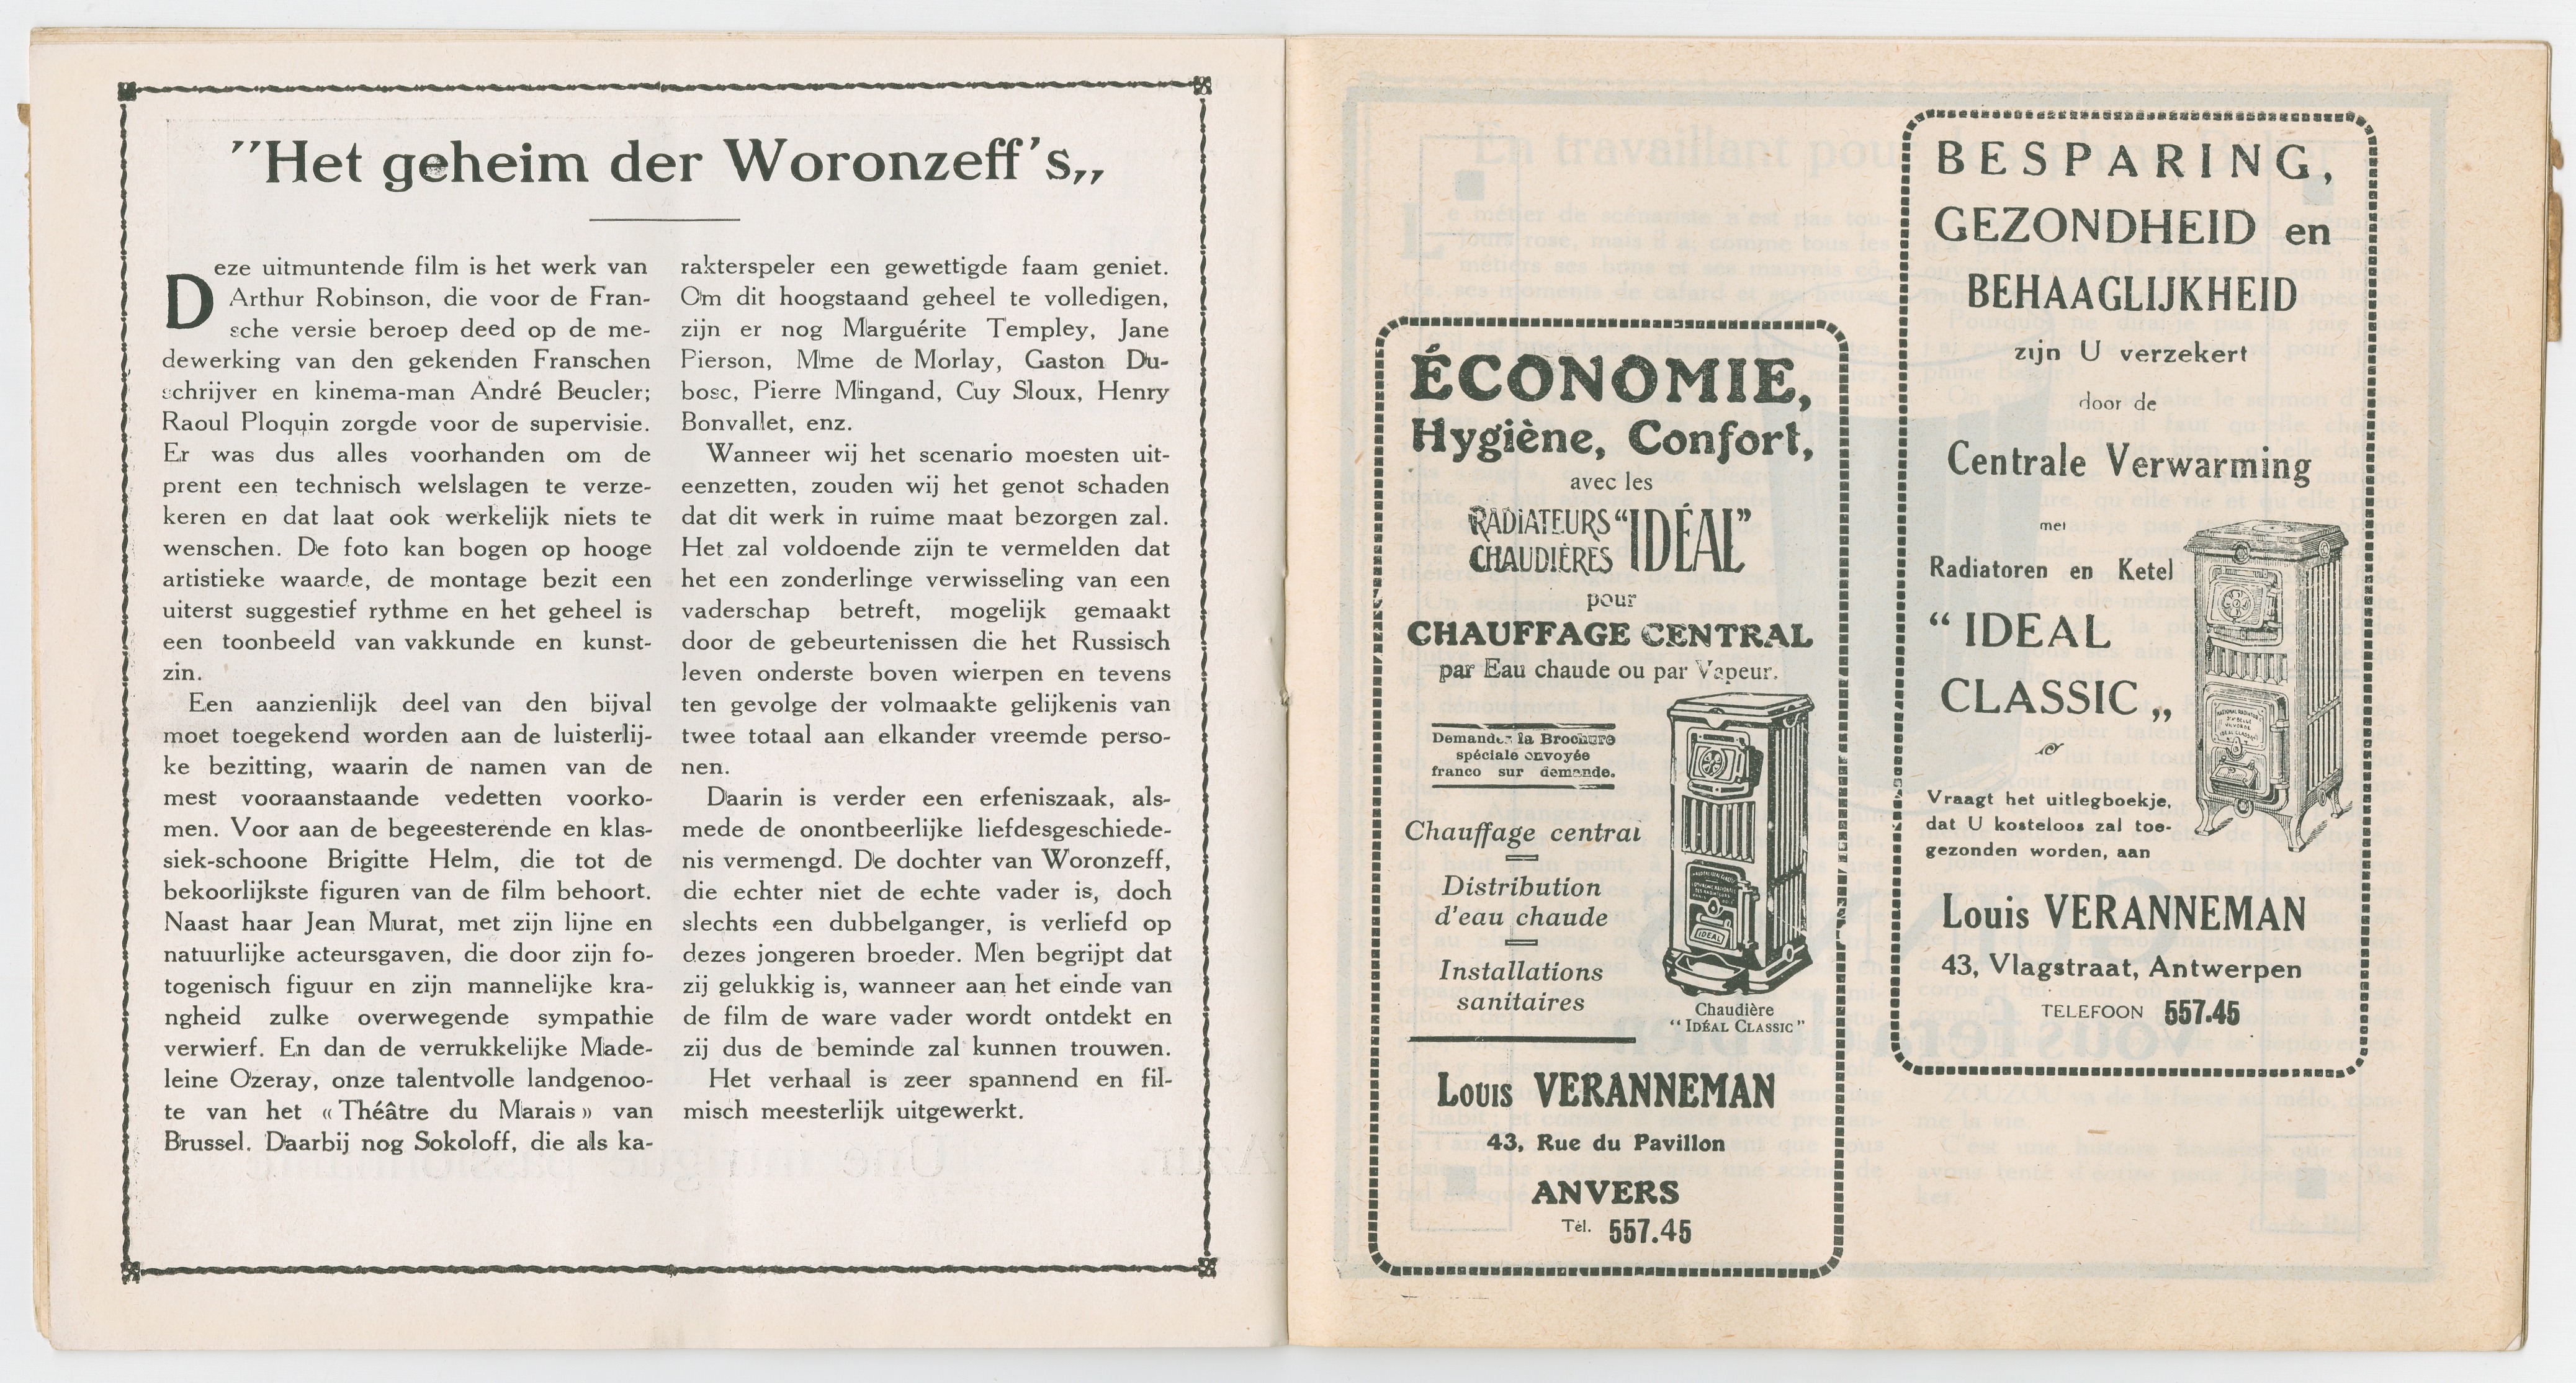 "Het geheim der Woronzeff's„
Deze uitmuntende film is het werk van
Arthur Robinson, die voor de Fran-
sche versie beroep deed op de me-
dewerking van den gekenden Franschen
schrijver en kinema-man André Beucler;
Raoul Ploquin zorgde voor de supervisie.
Er was dus alles voorhanden om de
prent een technisch welslagen te verze-
keren en dat laat ook werkelijk niets te
wenschen. De foto kan bogen op hooge
artistieke waarde, de montage bezit een
uiterst suggestief rythme en het geheel is
een toonbeeld van vakkunde en kunst-
zin.
Een aanzienlijk deel van den bijval
moet toegekend worden aan de luisterlij-
ke bezitting, waarin de namen van de
mest vooraanstaande vedetten voorko-
men. Voor aan de begeesterende en klas-
siek-schoone Brigitte Helm, die tot de
bekoorlijkste figuren van de film behoort.
Naast haar Jean Murat, met zijn lijne en
natuurlijke acteursgaven, die door zijn fo-
togenisch figuur en zijn mannelijke kra-
ngheid zulke overwegende sympathie
verwierf. En dan de verrukkelijke Made-
leine Ozeray, onze talentvolle landgenoo-
te van het « Théâtre du Marais » van
Brussel. Daarbij nog Sokoloff, die als ka-
rakterspeler een gewettigde faam geniet.
Om dit hoogstaand geheel te volledigen,
zijn er nog Marguérite Templey, Jane
Pierson, Mme de Morlay, Gaston Du-
bosc, Pierre Mingand, Cuy Sloux, Henry
Bonvallet, enz.
Wanneer wij het scenario moesten uit-
eenzetten, zouden wij het genot schaden
dat dit werk in ruime maat bezorgen zal.
Het zal voldoende zijn te vermelden dat
het een zonderlinge verwisseling van een
vaderschap betreft, mogelijk gemaakt
door de gebeurtenissen die het Russisch
leven onderste boven wierpen en tevens
ten gevolge der volmaakte gelijkenis van
twee totaal aan elkander vreemde perso-
nen.
Daarin is verder een erfeniszaak, als-
mede de onontbeerlijke liefdesgeschiede-
nis vermengd. De dochter van Woronzeff,
die echter niet de echte vader is, doch
slechts een dubbelganger, is verliefd op
dezes jongeren broeder. Men begrijpt dat
zij gelukkig is, wanneer aan het einde van
de film de ware vader wordt ontdekt en
zij dus de beminde zal kunnen trouwen.
Het verhaal is zeer spannend en fil-
misch meesterlijk uitgewerkt.
ÉCONOMIE,
Hygiène, Confort,
avec les
RADIATEURS
CHAUDIÈRES "IDÉAL"
pour
CHAUFFAGE CENTRAL
par Eau chaude ou par Vapeur.
Demandez la Brochure
spéciale envoyée
franco sur demande.
Chauffage central
Distribution
d'eau chaude
Installations
sanitaires
IDEAL
Chaudière
"IDÉAL CLASSIC"
Louis VERANNEMAN
43, Rue du Pavillon
ANVERS
Tél. 557.45
BESPARING,
GEZONDHEID en
BEHAAGLIJKHEID
zijn U verzekert
door de
Centrale Verwarming
met
Radiatoren en Ketel
"IDEAL
CLASSIC„
Vraagt het uitlegboekje,
dat U kosteloos zal toe-
gezonden worden, aan
Louis VERANNEMAN
43, Vlagstraat, Antwerpen
TELEFOON 557.45